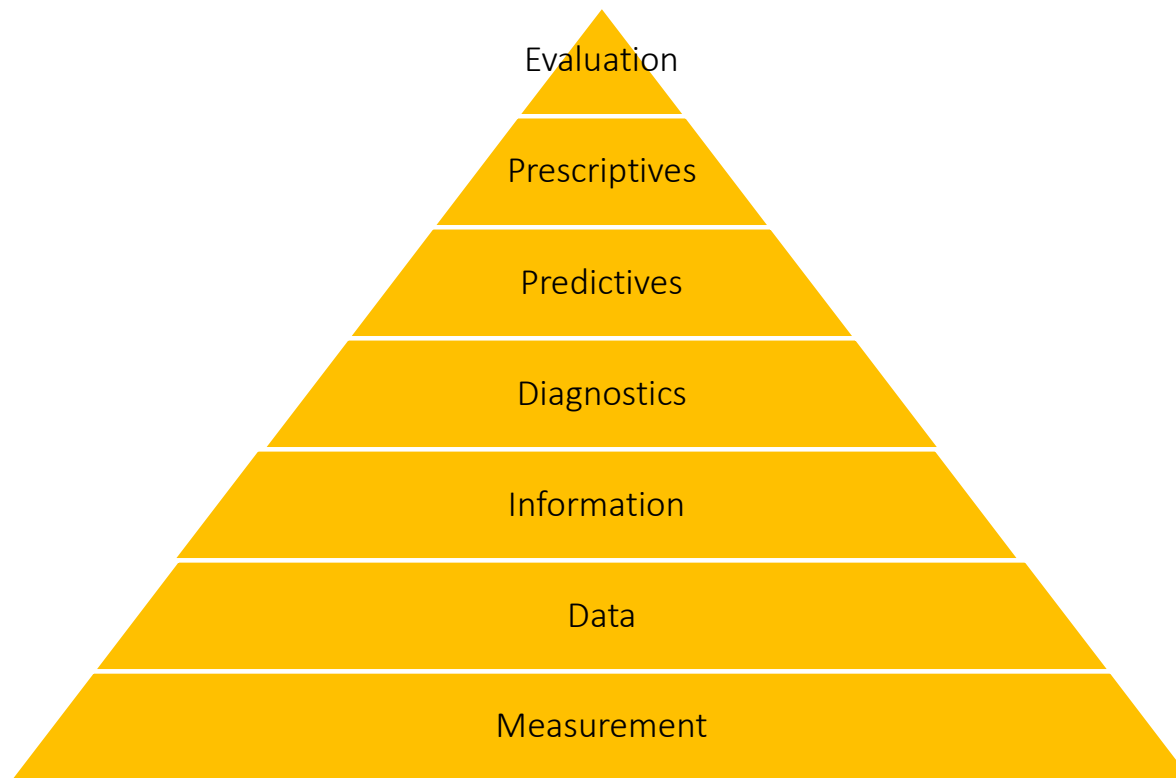 Evaluation
Prescriptives
Predictives
Diagnostics
Information
Data
Measurement